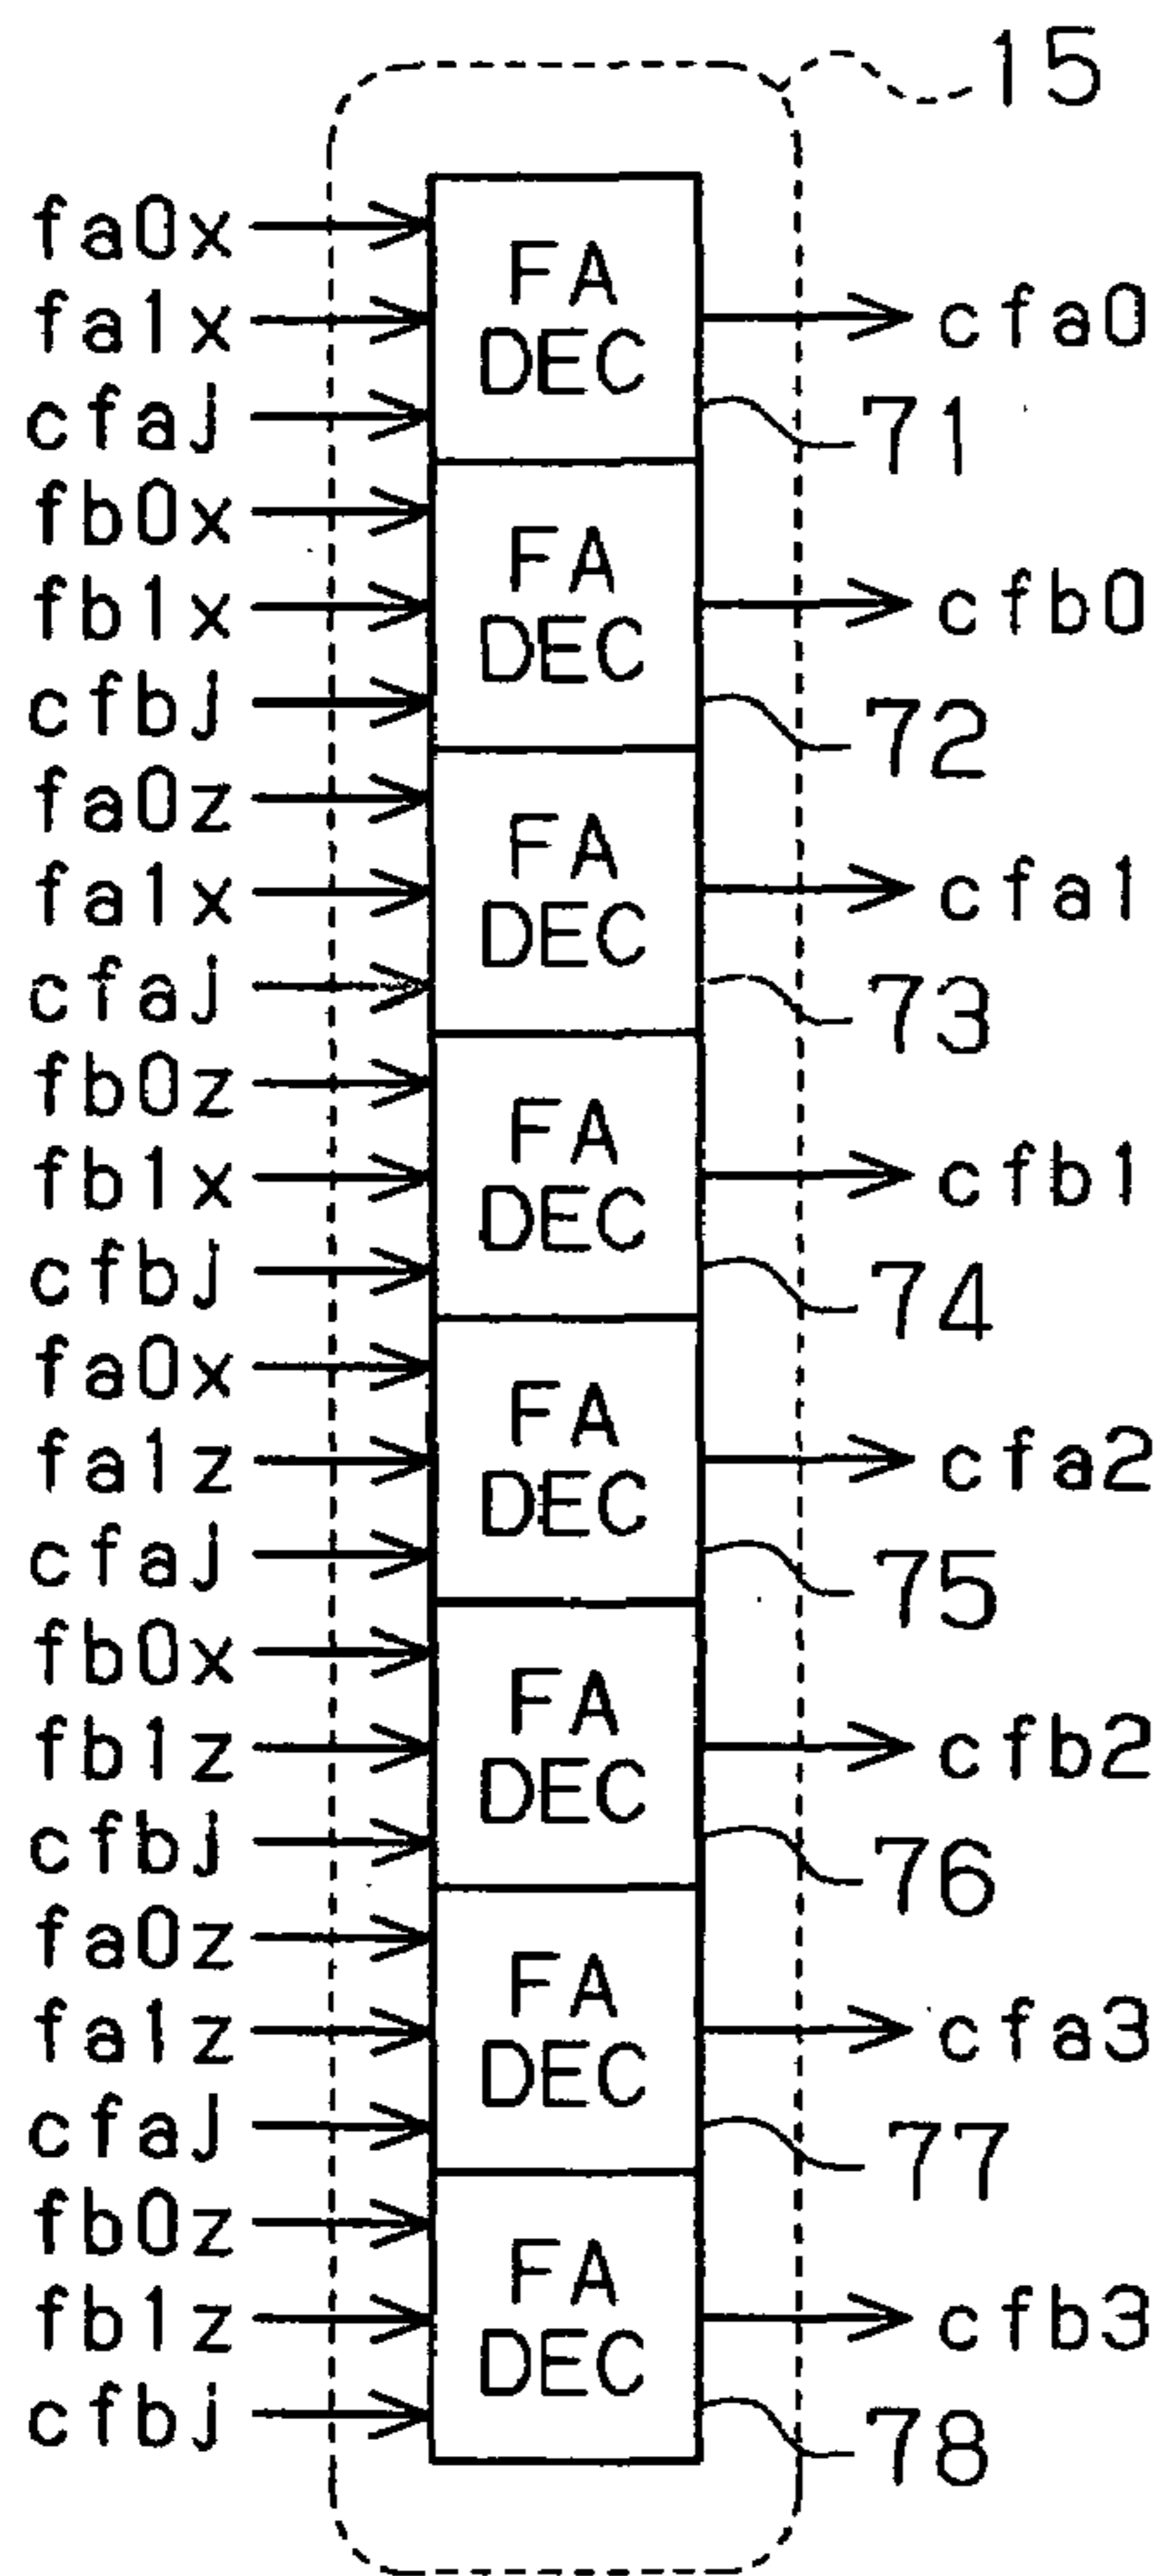 15
fa0x
fa1x
cfaj
FA
DEC
cfa0
71
fb0x
fb1x
cfbj
FA
DEC
cfb0
72
fa0z
fa1x
cfaj
FA
DEC
cfa1
73
fb0z
fb1x
cfbj
FA
DEC
cfb1
74
fa0x
fa1z
cfaj
FA
DEC
cfa2
75
fb0x
fb1z
cfbj
FA
DEC
cfb2
76
fa0z
fa1z
cfaj
FA
DEC
cfa3
77
fb0z
fb1z
cfbj
FA
DEC
cfb3
78